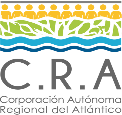 C.R.A
Corporación Autónoma
Regional del Atlántico